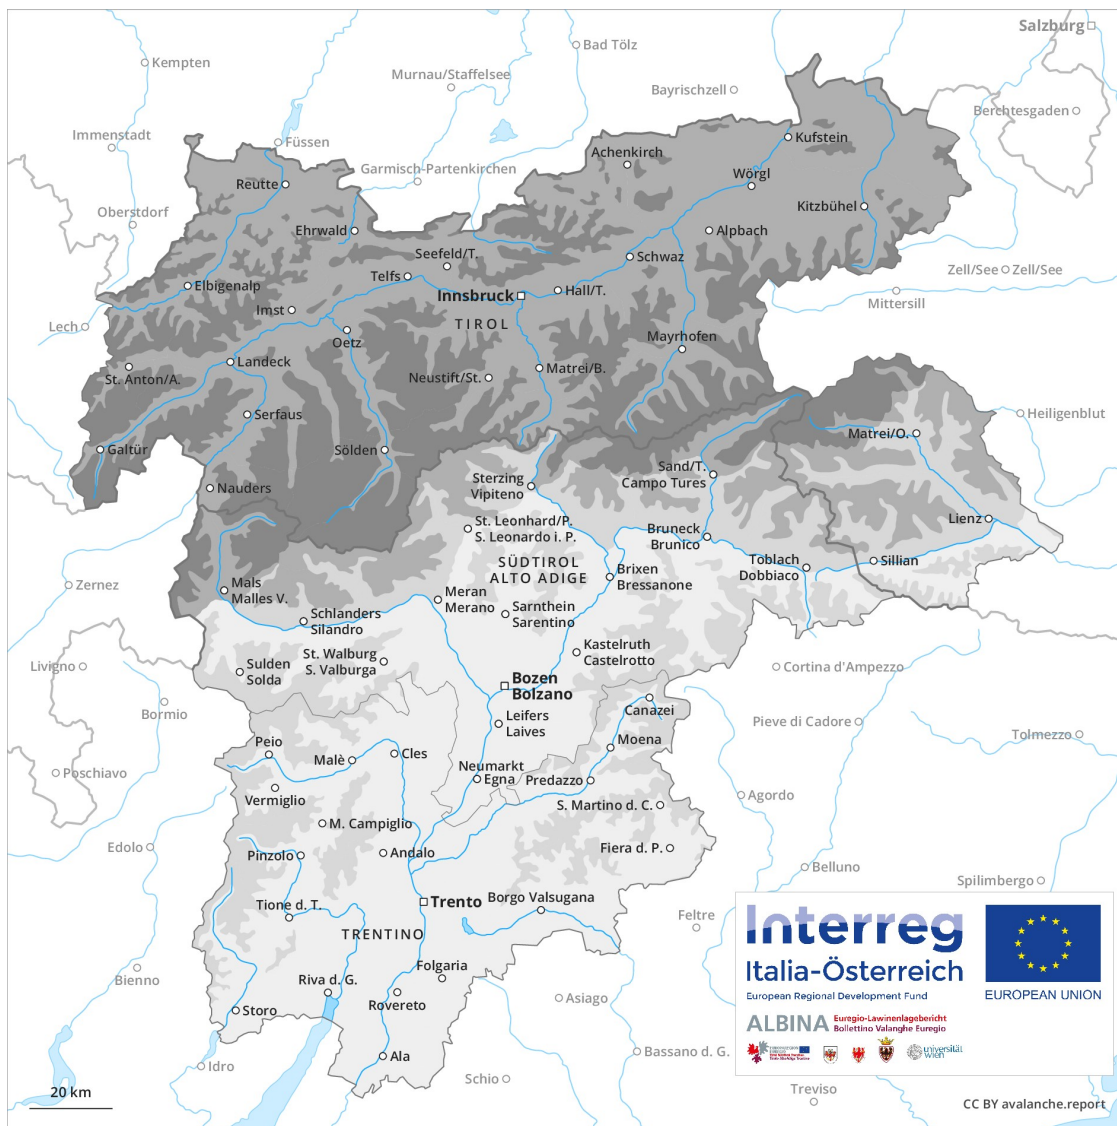 Salzburg
Bad Tölz
Kempten
Murnau/Staffelsee
Bayrischzell
Berchtesgaden
Immenstadt
Füssen
Kufstein
Achenkirch
Garmisch-Partenkirchen
Wörgl
Reutte
Oberstdorf
Kitzbühel
Ehrwald
Alpbach
Seefeld/T.
Schwaz
Telfs
Zell/See
Zell/See
Elbigenalp
Innsbruck
Hall/T.
Mittersill
Imst
TIROL
Lech
Oetz
Mayrhofen
Landeck
St. Anton/A.
Neustift/St.
Matrei/B.
Serfaus
Heiligenblut
Matrei/O.
Galtür
Sölden
Sand/T.
Campo Tures
Sterzing
Vipiteno
Nauders
St. Leonhard/P.
S. Leonardo i. P.
Lienz
Bruneck
Brunico
SÜDTIROL
ALTO ADIGE
Toblach
Dobbiaco
Sillian
Brixen
Bressanone
Zernez
Mals
Malles V.
Meran
Merano
Schlanders
Silandro
Sarnthein
Sarentino
Kastelruth
Castelrotto
St. Walburg
S. Valburga
Livigno
Sulden
Solda
Cortina d'Ampezzo
Bozen
Bolzano
Bormio
Canazei
Leifers
Laives
Pieve di Cadore
Tolmezzo
Peio
Malè
Cles
Moena
Poschiavo
Neumarkt
Egna
Predazzo
Vermiglio
S. Martino d. C.
Agordo
M. Campiglio
Edolo
Pinzolo
Andalo
Fiera d. P.
Belluno
Spilimbergo
Tione d. T.
Trento
Borgo Valsugana
Feltre
TRENTINO
Interreg
Italia-Österreich
European Regional Development Fund
EUROPEAN UNION
Folgaria
Bienno
Riva d. G.
Rovereto
Asiago
Storo
ALBINA
Euregio-Lawinenlagebericht
Bollettino Valanghe Euregio
universität
wien
Ala
Bassano d. G.
Idro
Schio
Treviso
20 km
CC BY avalanche.report